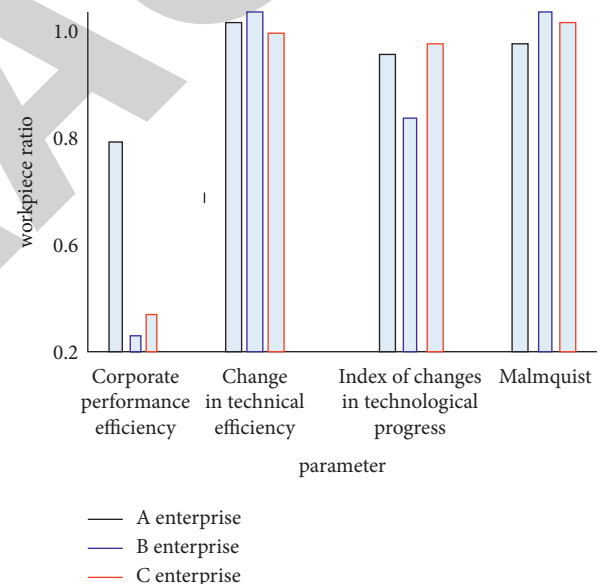 1.0
0.8
0.6
0.2
workpiece ratio
Corporate
performance
efficiency
Change
in technical
efficiency
Index of changes
in technological
progress
Malmquist
parameter
A enterprise
B enterprise
C enterprise